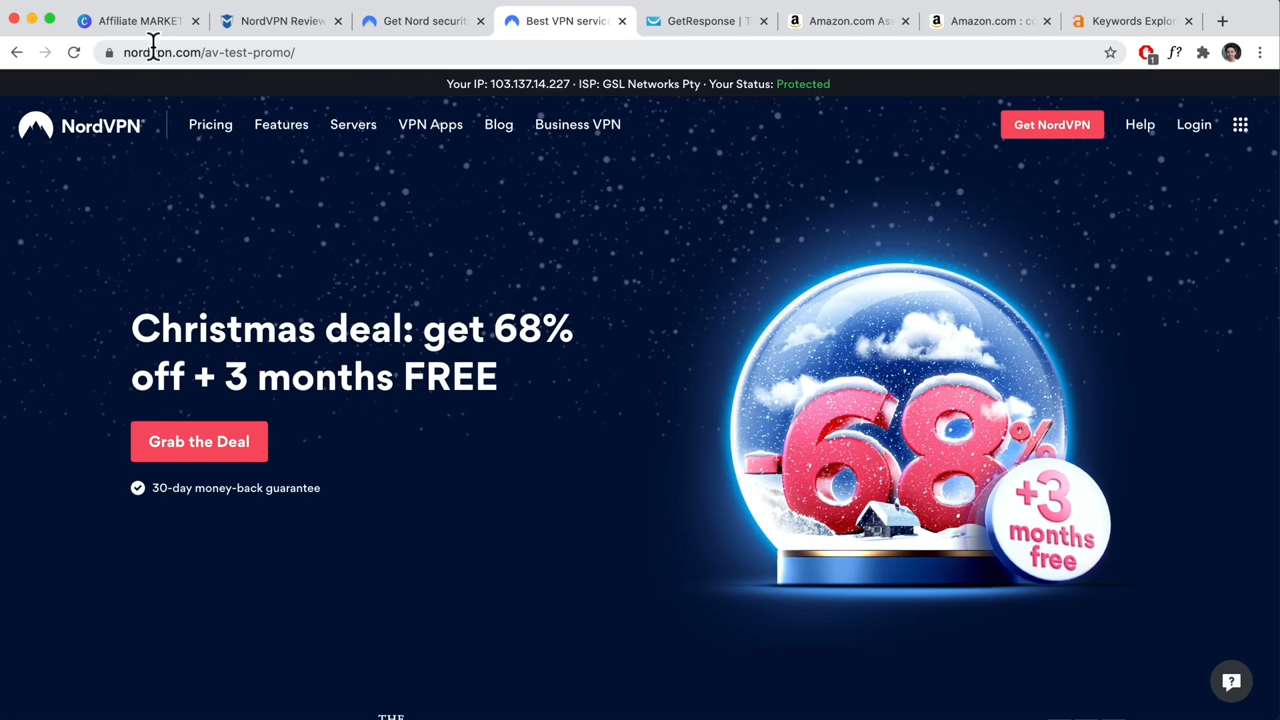 Affiliate MARKET
NordVPN Review
Get Nord securit
Best VPN servic
GetResponse | T
Amazon.com As
Amazon.com : c
Keywords Explor
nordvpn.com/av-test-promo/
1
f?
Your IP: 103.137.14.227 · ISP: GSL Networks Pty · Your Status: Protected
NordVPN®
Pricing
Features
Servers
VPN Apps
Blog
Business VPN
Get NordVPN
Help
Login
Christmas deal: get 68%
off + 3 months FREE
Grab the Deal
30-day money-back guarantee
68%
+3
months
free
THE